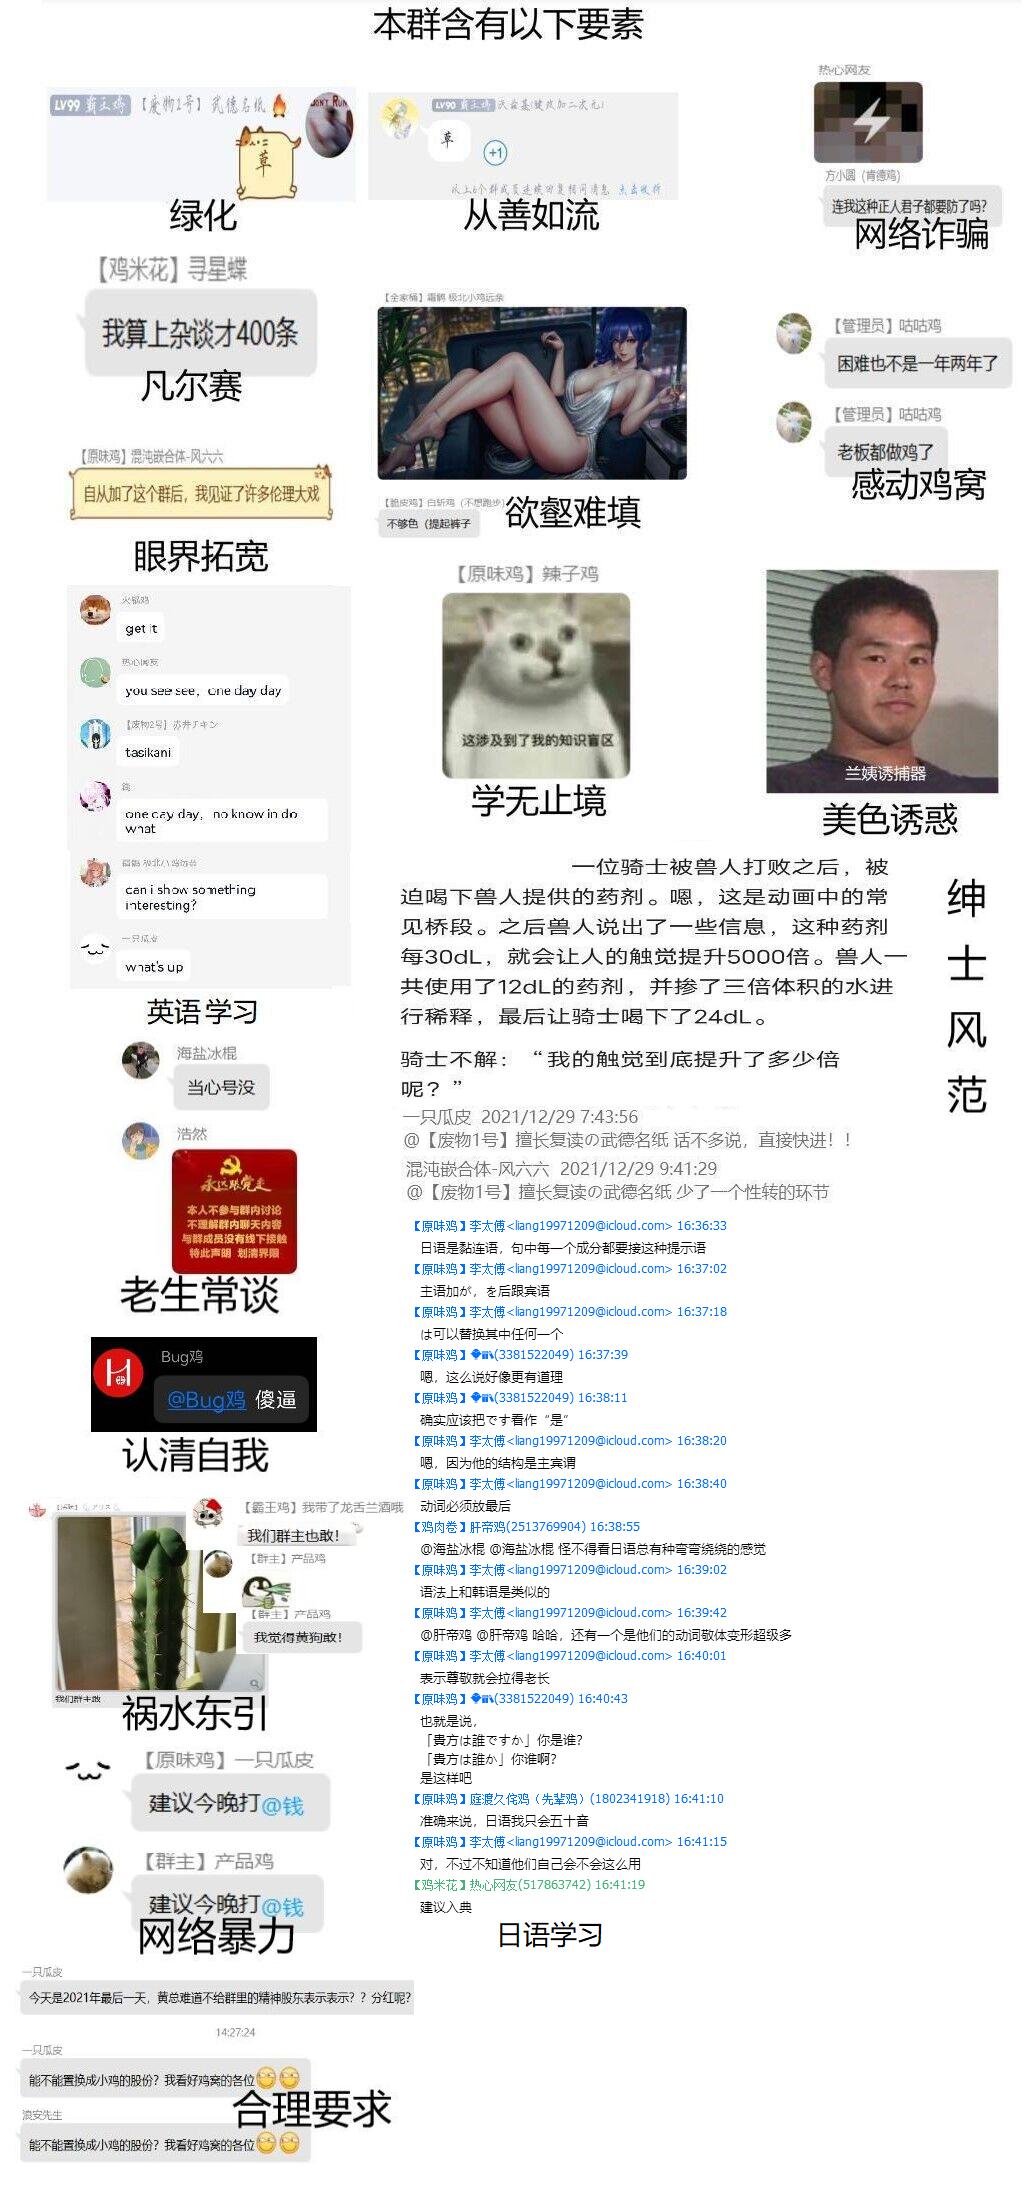 本群含有以下要素
LV99 霸王鸡 【废物1号】武德名纸
DON'T RUN
草
绿化
LV90 霸王鸡
草
+1
以上6个群成员连续回复相同消息 点击收拾
从善如流
热心网友
方小圆（肯德鸡)
连我这种正人君子都要防了吗?
网络诈骗
【鸡米花】寻星蝶
我算上杂谈才400条
凡尔赛
【全家桶】霜鹤 极北小鸡远亲
【脆皮鸡】白斩鸡（不想跑步)
不够色（提起裤子
欲壑难填
【管理员】咕咕鸡
困难也不是一年两年了
【管理员】咕咕鸡
老板都做鸡了
感动鸡窝
【原味鸡】混沌嵌合体-风六六
自从加了这个群后，我见证了许多伦理大戏
眼界拓宽
火锅鸡
get it
热心网友
you see see，one day day
【废物2号】苏井チキン
tasikani
one day day，no know in do
what
can i show something
interesting?
一只瓜皮
what's up
英语学习
【原味鸡】辣子鸡
这涉及到了我的知识盲区
学无止境
兰姨诱捕器
美色诱惑
一位骑士被兽人打败之后，被
迫喝下兽人提供的药剂。嗯，这是动画中的常
见桥段。之后兽人说出了一些信息，这种药剂
每30dL，就会让人的触觉提升5000倍。兽人一
共使用了12dL的药剂，并掺了三倍体积的水进
行稀释，最后让骑士喝下了24dL。
骑士不解：“我的触觉到底提升了多少倍
呢？”
一只瓜皮 2021/12/29 7:43:56
@【废物1号】擅长复读の武德名纸 话不多说，直接快进！！
混沌嵌合体-风六六 2021/12/29 9:41:29
@【废物1号】擅长复读の武德名纸 少了一个性转的环节
绅
士
风
范
海盐冰棍
当心号没
浩然
永远跟党走
本人不参与群内讨论
不理解群内聊天内容
与群成员没有线下接触
特此声明 划清界限
老生常谈
Bug鸡
@Bug鸡 傻逼
认清自我
アリス
我们群主敢
【霸王鸡】我带了龙舌兰酒哦
我们群主也敢！
【群主】产品鸡
【群主】产品鸡
我觉得黄狗敢！
祸水东引
【原味鸡】一只瓜皮
建议今晚打@钱
【群主】产品鸡
建议今晚打@钱
网络暴力
一只瓜皮
今天是2021年最后一天，黄总难道不给群里的精神股东表示表示？？分红呢?
14:27:24
一只瓜皮
能不能置换成小鸡的股份？我看好鸡窝的各位
浪安先生
能不能置换成小鸡的股份？我看好鸡窝的各位
合理要求
【原味鸡】李太傅<liang19971209@icloud.com> 16:36:33
日语是黏连语，句中每一个成分都要接这种提示语
【原味鸡】李太傅<liang19971209@icloud.com> 16:37:02
主语加が，を后跟宾语
【原味鸡】李太傅<liang19971209@icloud.com> 16:37:18
は可以替换其中任何一个
【原味鸡】(3381522049) 16:37:39
嗯，这么说好像更有道理
【原味鸡】(3381522049) 16:38:11
确实应该把です看作“是”
【原味鸡】李太傅<liang19971209@icloud.com> 16:38:20
嗯，因为他的结构是主宾谓
【原味鸡】李太傅<liang19971209@icloud.com> 16:38:40
动词必须放最后
【鸡肉卷】肝帝鸡(2513769904) 16:38:55
@海盐冰棍 @海盐冰棍 怪不得看日语总有种弯弯绕绕的感觉
【原味鸡】李太傅<liang19971209@icloud.com> 16:39:02
语法上和韩语是类似的
【原味鸡】李太傅<liang19971209@icloud.com> 16:39:42
@肝帝鸡 @肝帝鸡 哈哈，还有一个是他们的动词敬体变形超级多
【原味鸡】李太傅<liang19971209@icloud.com> 16:40:01
表示尊敬就会拉得老长
【原味鸡】(3381522049) 16:40:43
也就是说，
「貴方は誰ですか」你是谁?
「貴方は誰か」你谁啊?
是这样吧
【原味鸡】庭渡久侘鸡（先辈鸡）(1802341918) 16:41:10
准确来说，日语我只会五十音
【原味鸡】李太傅<liang19971209@icloud.com> 16:41:15
对，不过不知道他们自己会不会这么用
【鸡米花】热心网友(517863742) 16:41:19
建议入典
日语学习